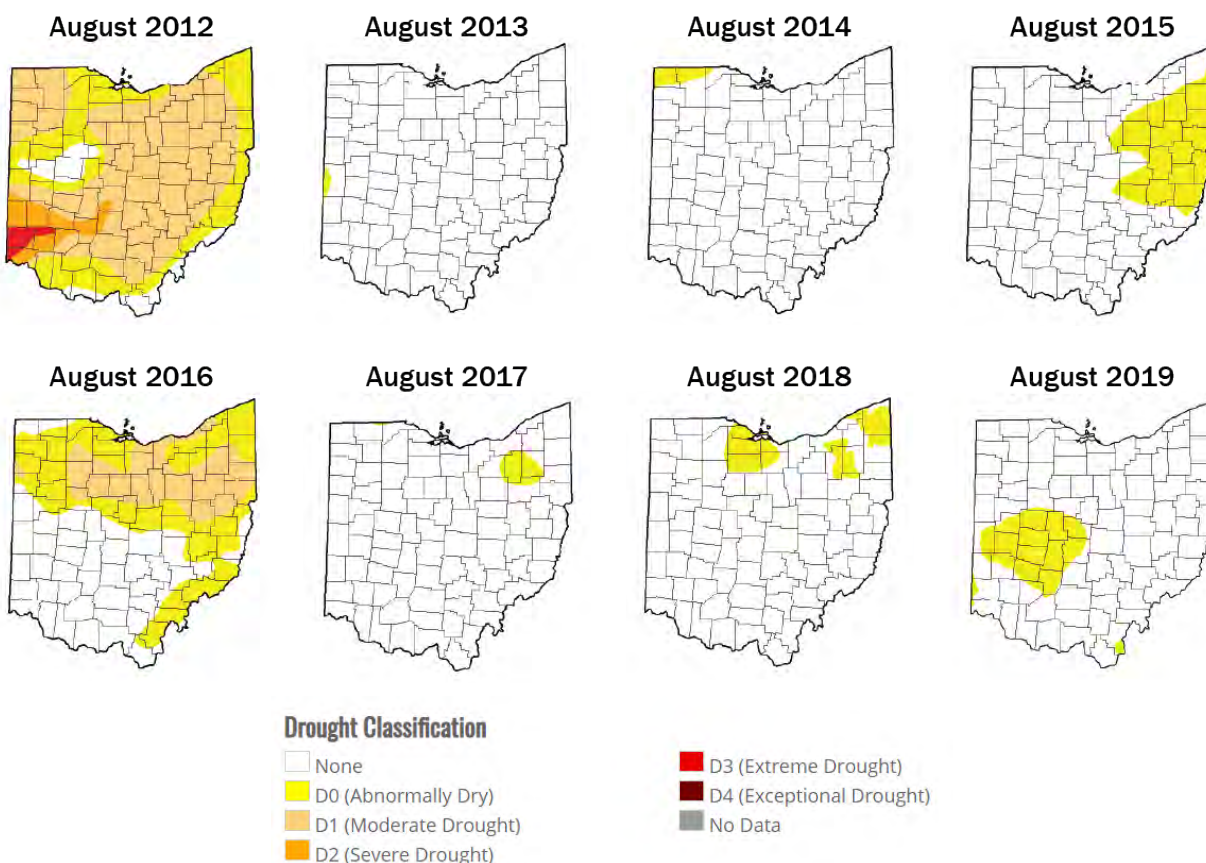 August 2012
August 2013
August 2014
August 2015
August 2016
August 2017
August 2018
August 2019
Drought Classification
None
D0 (Abnormally Dry)
D1 (Moderate Drought)
D2 (Severe Drought)
D3 (Extreme Drought)
D4 (Exceptional Drought)
No Data